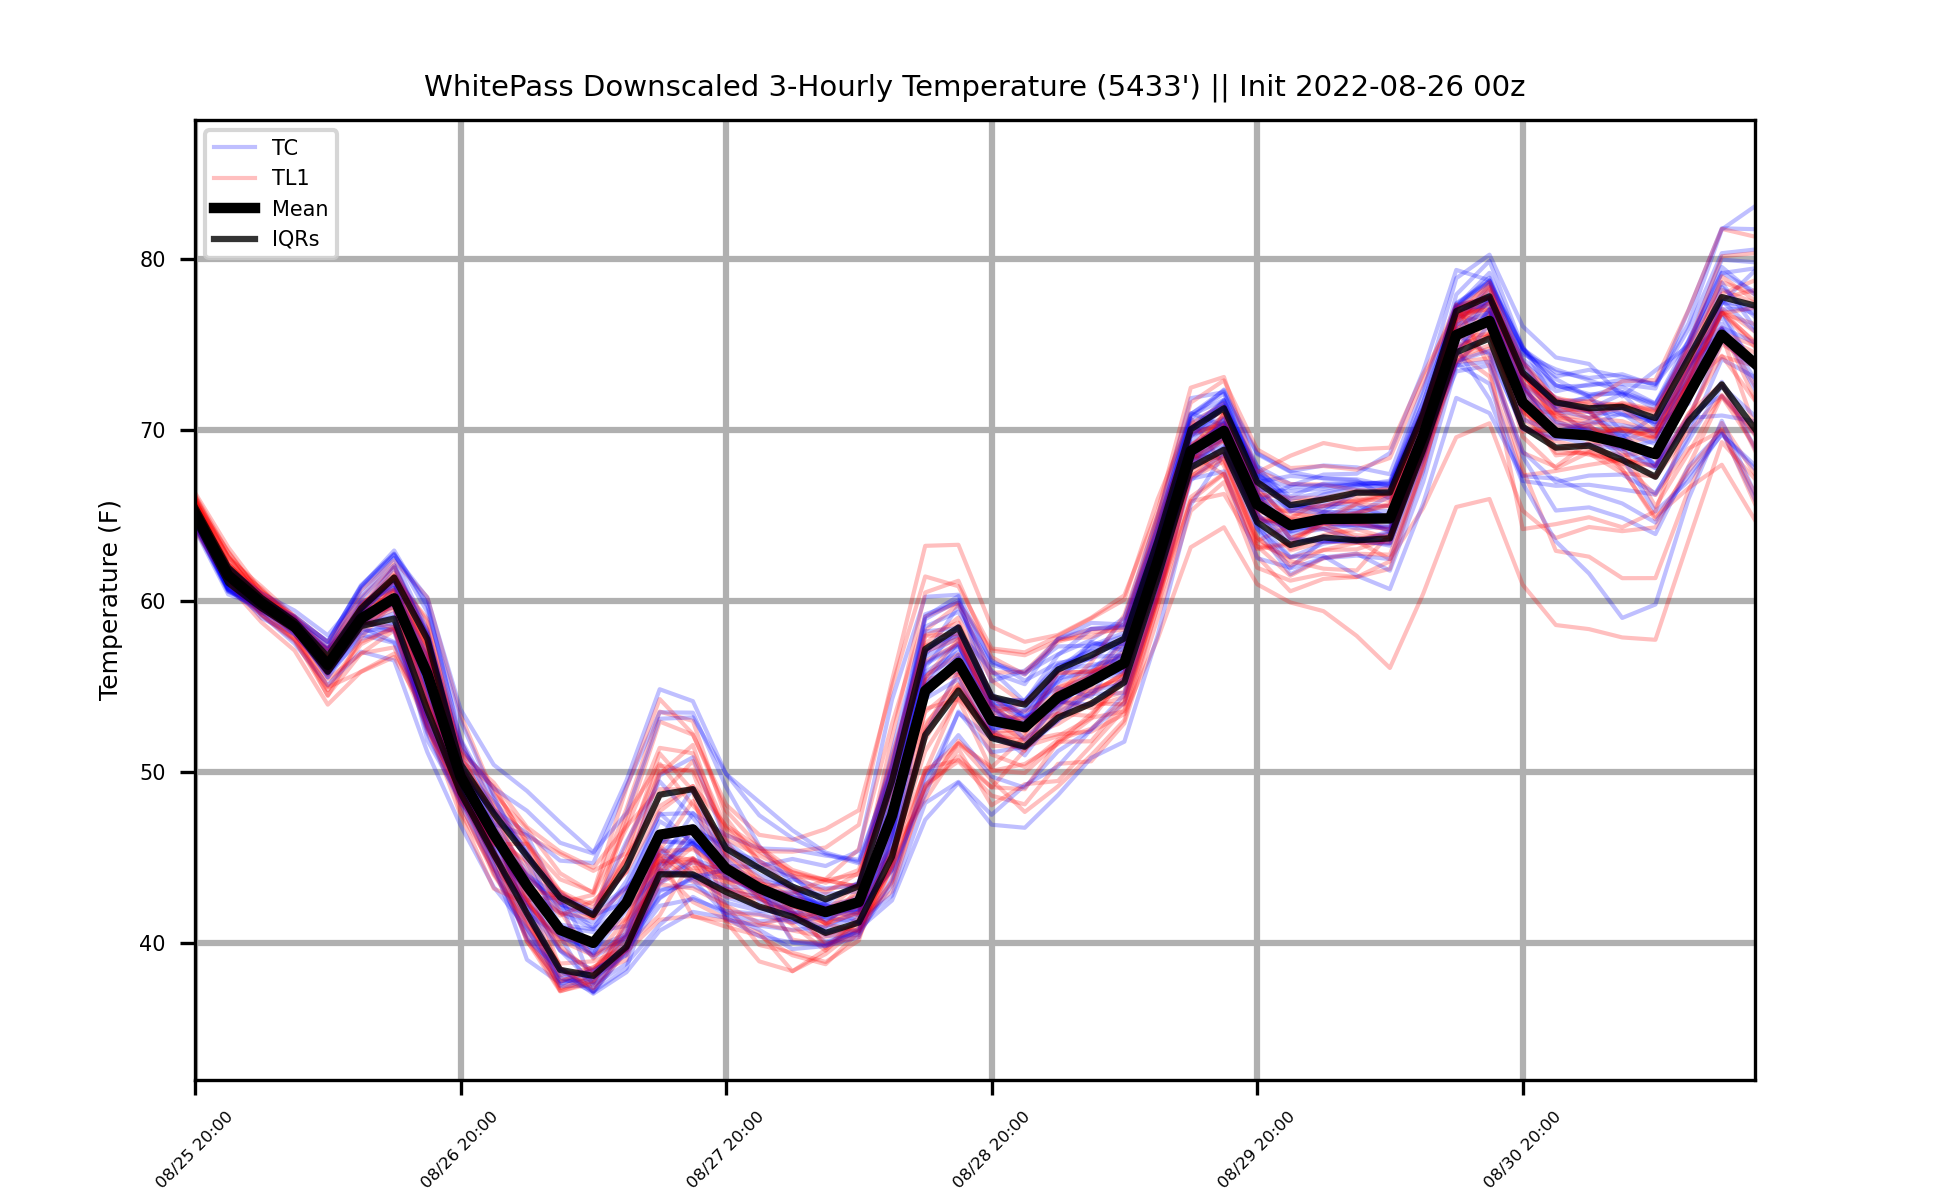 WhitePass Downscaled 3-Hourly Temperature (5433') || Init 2022-08-26 00z
TC
TL1
Mean
IQRs
Temperature (F)
80
70
60
50
40
08/25 20:00
08/26 20:00
08/27 20:00
08/28 20:00
08/29 20:00
08/30 20:00